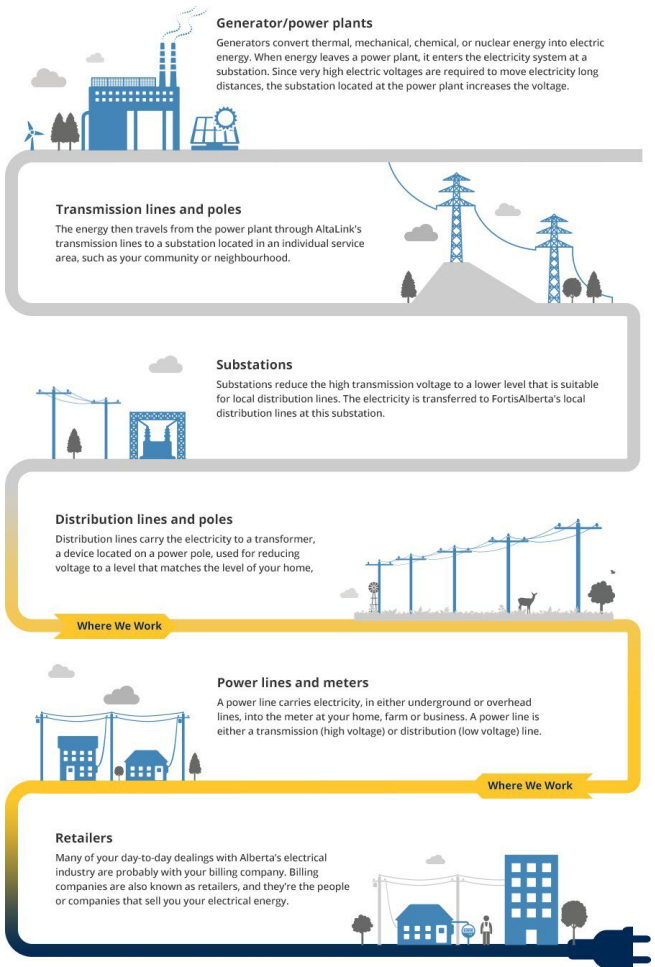 Generator/power plants
Generators convert thermal, mechanical, chemical, or nuclear energy into electric
energy. When energy leaves a power plant, it enters the electricity system at a
substation. Since very high electric voltages are required to move electricity long
distances, the substation located at the power plant increases the voltage.
Transmission lines and poles
The energy then travels from the power plant through AltaLink's
transmission lines to a substation located in an individual service
area, such as your community or neighbourhood.
Substations
Substations reduce the high transmission voltage to a lower level that is suitable
for local distribution lines. The electricity is transferred to FortisAlberta's local
distribution lines at this substation.
Distribution lines and poles
Distribution lines carry the electricity to a transformer,
a device located on a power pole, used for reducing
voltage to a level that matches the level of your home,
Where We Work
Power lines and meters
A power line carries electricity, in either underground or overhead
lines, into the meter at your home, farm or business. A power line is
either a transmission (high voltage) or distribution (low voltage) line.
Where We Work
Retailers
Many of your day-to-day dealings with Alberta's electrical
industry are probably with your billing company. Billing
companies are also known as retailers, and they're the people
or companies that sell you your electrical energy.